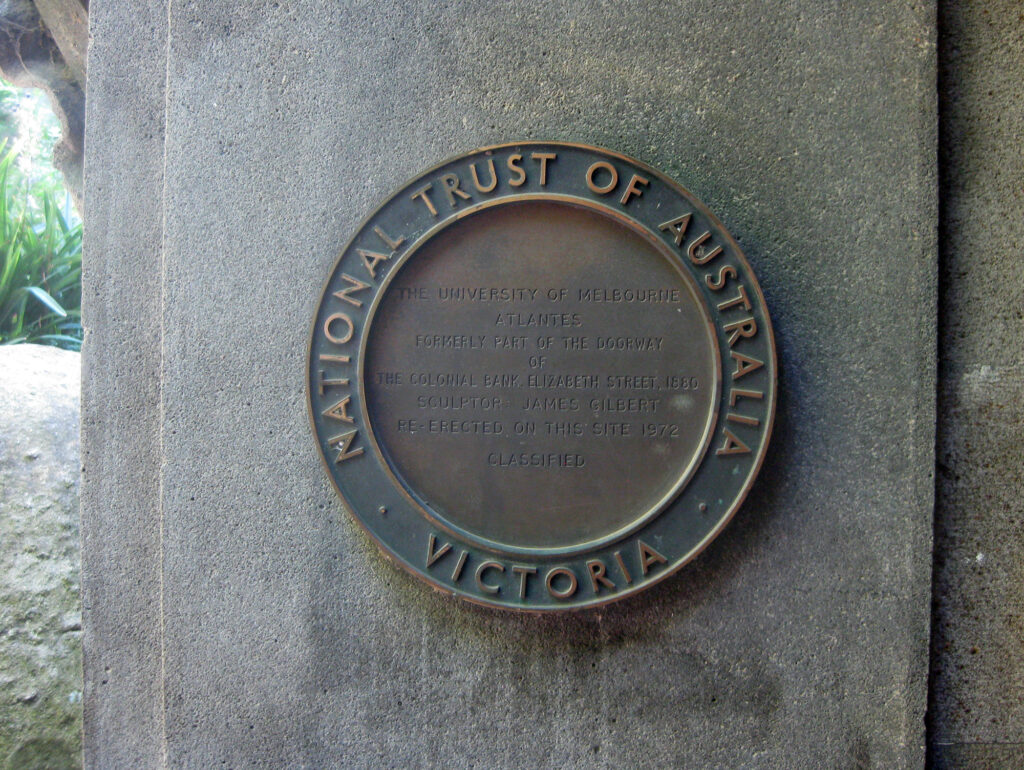 NATIONAL TRUST OF AUSTRALIA
THE UNIVERSITY OF MELBOURNE
ATLANTES
FORMERLY PART OF THE DOORWAY
OF
THE COLONIAL BANK, ELIZABETH STREET, 1880
SCULPTOR - JAMES GILBERT
RE-ERECTED ON THIS SITE 1972
CLASSIFIED
VICTORIA